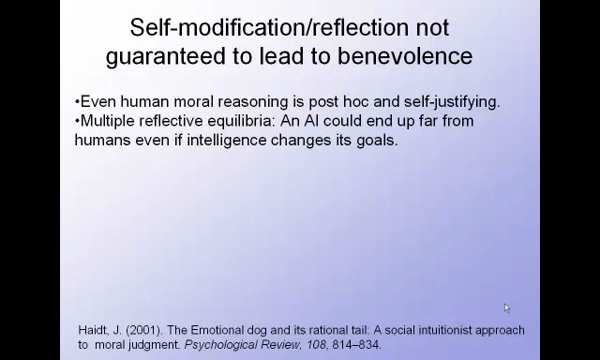 Self-modification/reflection not
guaranteed to lead to benevolence
•Even human moral reasoning is post hoc and self-justifying.
•Multiple reflective equilibria: An AI could end up far from
humans even if intelligence changes its goals.
Haidt, J. (2001). The Emotional dog and its rational tail: A social intuitionist approach
to moral judgment. Psychological Review, 108, 814–834.